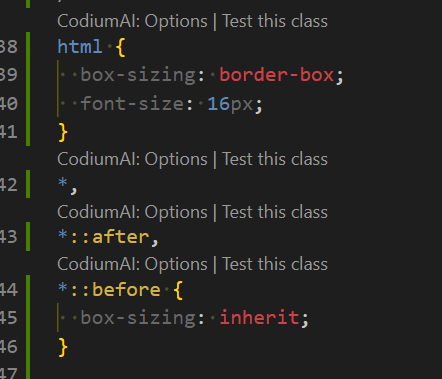 CodiumAI: Options | Test this class
38 html {
39 box-sizing: border-box;
40 font-size: 16px;
41 }
CodiumAI: Options | Test this class
42 *,
CodiumAI: Options | Test this class
43 *::after,
CodiumAI: Options | Test this class
44 *::before {
45 box-sizing: inherit;
46 }
47